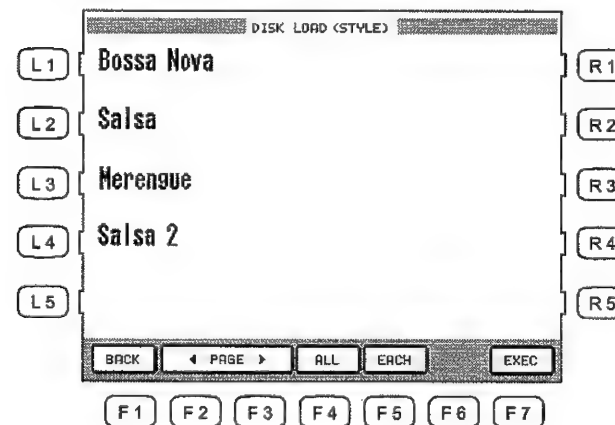 DISK LOAD (STYLE)
L1 Bossa Nova R1
L2 Salsa R2
L3 Merengue R3
L4 Salsa 2 R4
L5 R5
BACK ◄ PAGE ► ALL EACH EXEC
F1 F2 F3 F4 F5 F6 F7